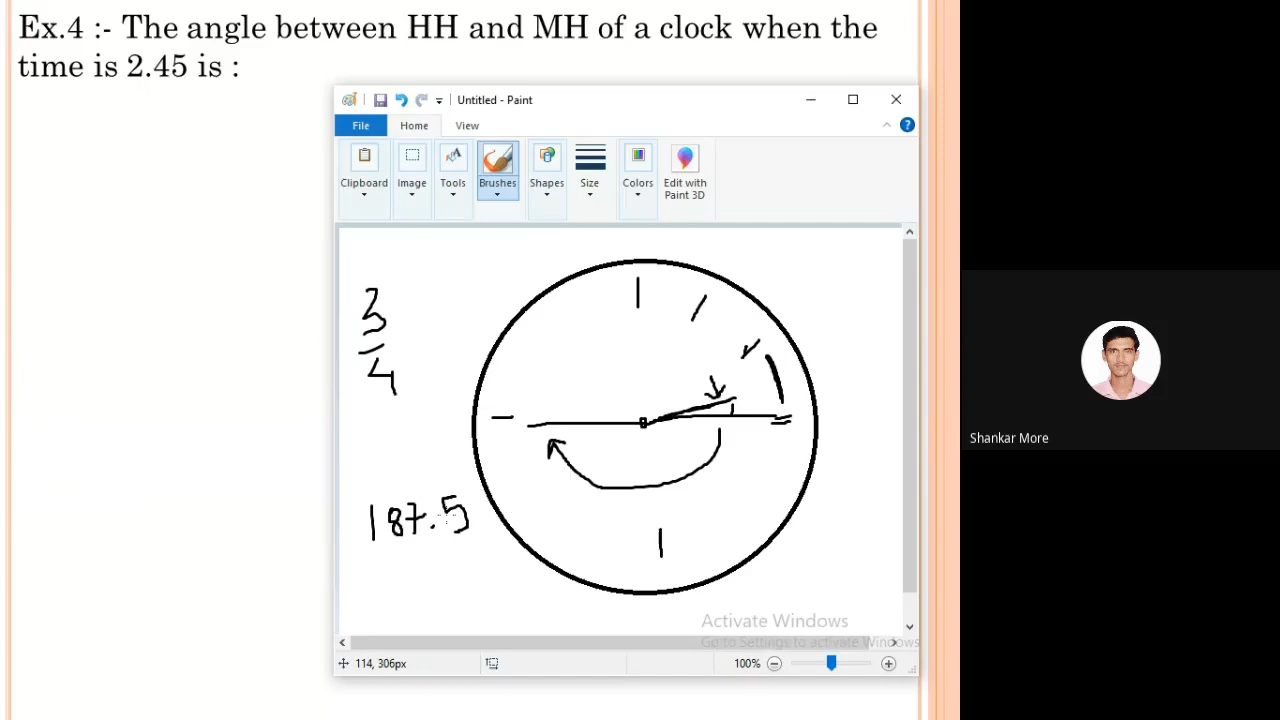 Ex.4 :- The angle between HH and MH of a clock when the
time is 2.45 is :
Untitled - Paint
File Home View
Clipboard Image Tools Brushes Shapes Size Colors Edit with
Paint 3D
3
4
187.5
Shankar More
Activate Windows
Go to Settings to activate Windows
114, 306px
100%